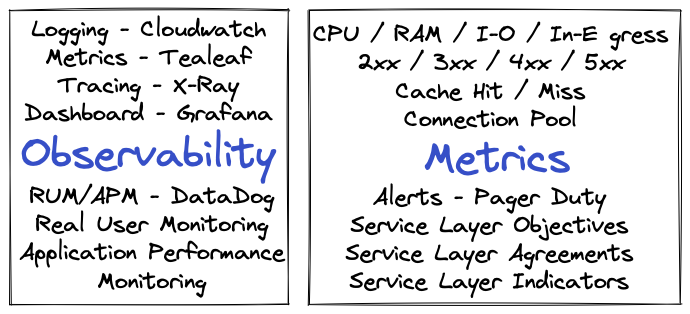 Logging - Cloudwatch
Metrics - Tealeaf
Tracing - X-Ray
Dashboard - Grafana
Observability
RUM/APM - DataDog
Real User Monitoring
Application Performance
Monitoring
CPU / RAM / I-O / In-E gress
2xx / 3xx / 4xx / 5xx
Cache Hit / Miss
Connection Pool
Metrics
Alerts - Pager Duty
Service Layer Objectives
Service Layer Agreements
Service Layer Indicators